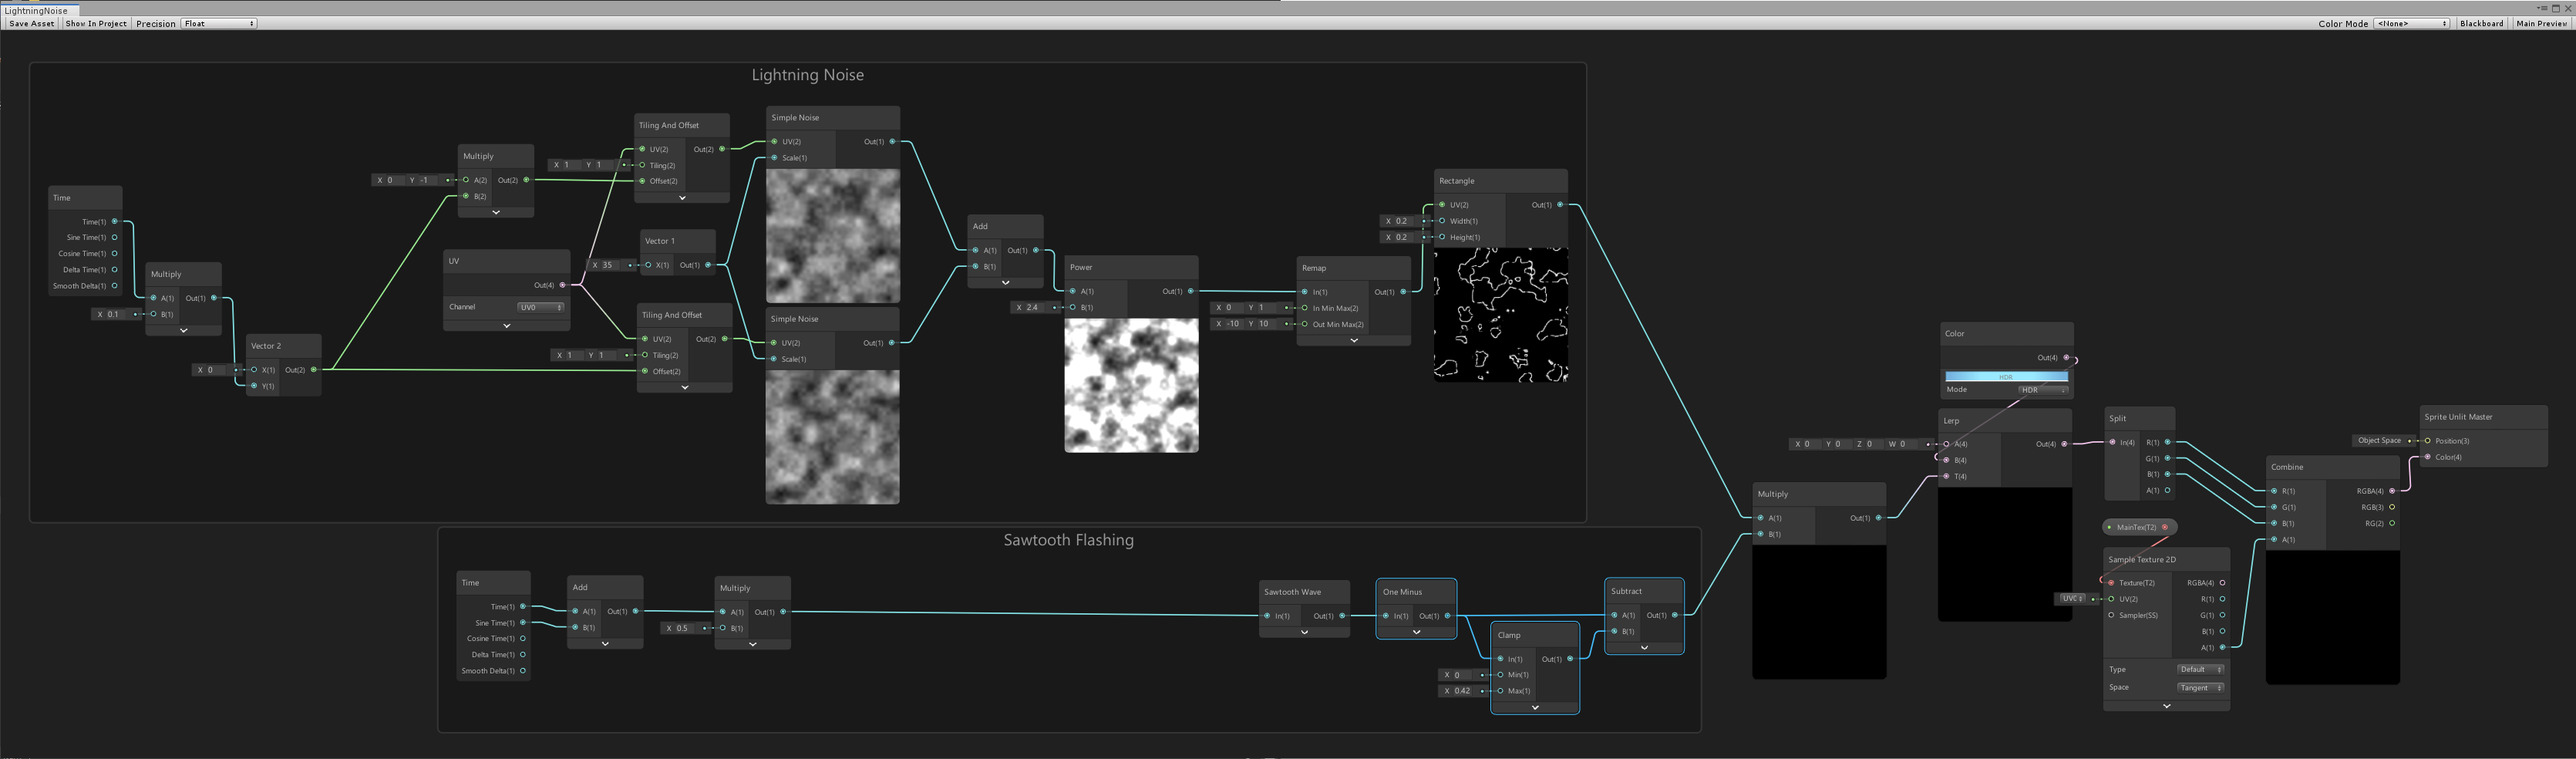 LightningNoise
Save Asset Show In Project Precision Float
Color Mode <None> Blackboard Main Preview
Lightning Noise
Time
Time(1)
Sine Time(1)
Cosine Time(1)
Delta Time(1)
Smooth Delta(1)
Multiply
A(1) Out(1)
X 0.1 B(1)
Vector 2
X 0 X(1) Out(2)
Y(1)
Multiply
X 0 Y -1 A(2) Out(2)
B(2)
UV
Out(4)
Channel UV0
Tiling And Offset
UV(2) Out(2)
X 1 Y 1 Tiling(2)
Offset(2)
Vector 1
X 35 X(1) Out(1)
Tiling And Offset
UV(2) Out(2)
X 1 Y 1 Tiling(2)
Offset(2)
Simple Noise
UV(2) Out(1)
Scale(1)
Simple Noise
UV(2) Out(1)
Scale(1)
Add
A(1) Out(1)
B(1)
Power
A(1) Out(1)
X 2.4 B(1)
Remap
In(1) Out(1)
X 0 Y 1 In Min Max(2)
X -10 Y 10 Out Min Max(2)
Rectangle
UV(2) Out(1)
X 0.2 Width(1)
X 0.2 Height(1)
Sawtooth Flashing
Time
Time(1)
Sine Time(1)
Cosine Time(1)
Delta Time(1)
Smooth Delta(1)
Add
A(1) Out(1)
B(1)
Multiply
A(1) Out(1)
X 0.5 B(1)
Sawtooth Wave
In(1) Out(1)
One Minus
In(1) Out(1)
Clamp
In(1) Out(1)
X 0 Min(1)
X 0.42 Max(1)
Subtract
A(1) Out(1)
B(1)
Multiply
A(1) Out(1)
B(1)
Color
Out(4)
HDR
Mode HDR
Lerp
X 0 Y 0 Z 0 W 0 A(4) Out(4)
B(4)
T(4)
Split
In(4) R(1)
G(1)
B(1)
A(1)
MainTex(T2)
Sample Texture 2D
Texture(T2) RGBA(4)
UV(2) R(1)
Sampler(SS) G(1)
B(1)
A(1)
Type Default
Space Tangent
Combine
R(1) RGBA(4)
G(1) RGB(3)
B(1) RG(2)
A(1)
Sprite Unlit Master
Object Space Position(3)
Color(4)